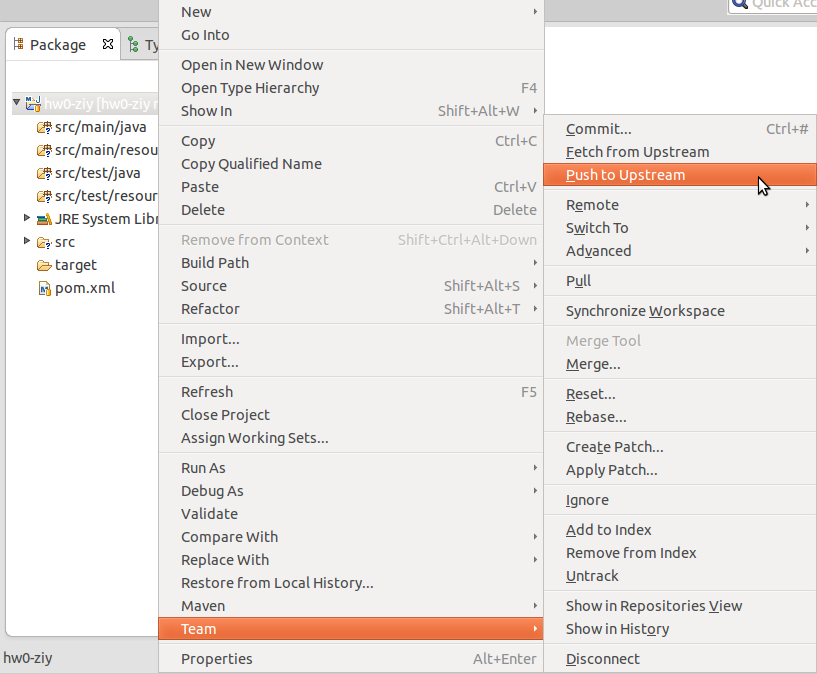 Quick Acc
Package
Ty
hw0-ziy [hw0-ziy
src/main/java
src/main/resou
src/test/java
src/test/resour
JRE System Libr
src
target
pom.xml
hw0-ziy
New
Go Into
Open in New Window
Open Type Hierarchy F4
Show In Shift+Alt+W
Copy Ctrl+C
Copy Qualified Name
Paste Ctrl+V
Delete Delete
Remove from Context Shift+Ctrl+Alt+Down
Build Path
Source Shift+Alt+S
Refactor Shift+Alt+T
Import...
Export...
Refresh F5
Close Project
Assign Working Sets...
Run As
Debug As
Validate
Compare With
Replace With
Restore from Local History...
Maven
Team
Properties Alt+Enter
Commit... Ctrl+#
Fetch from Upstream
Push to Upstream
Remote
Switch To
Advanced
Pull
Synchronize Workspace
Merge Tool
Merge...
Reset...
Rebase...
Create Patch...
Apply Patch...
Ignore
Add to Index
Remove from Index
Untrack
Show in Repositories View
Show in History
Disconnect